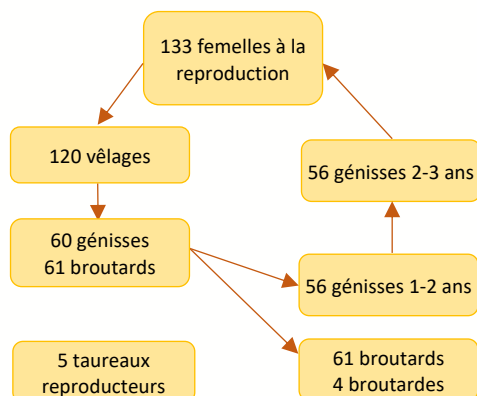 133 femelles à la
reproduction
120 vêlages
56 génisses 2-3 ans
60 génisses
61 broutards
56 génisses 1-2 ans
5 taureaux
reproducteurs
61 broutards
4 broutardes